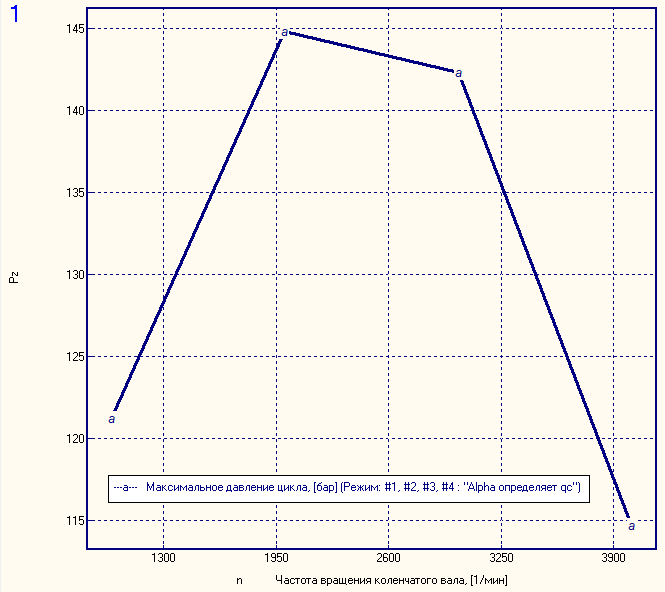 1
145
a
a
140
135
130
Pz
125
120
a
---a--- Максимальное давление цикла, [бар] (Режим: #1, #2, #3, #4 : "Alpha определяет qc")
115
a
1300 1950 2600 3250 3900
n Частота вращения коленчатого вала, [1/мин]